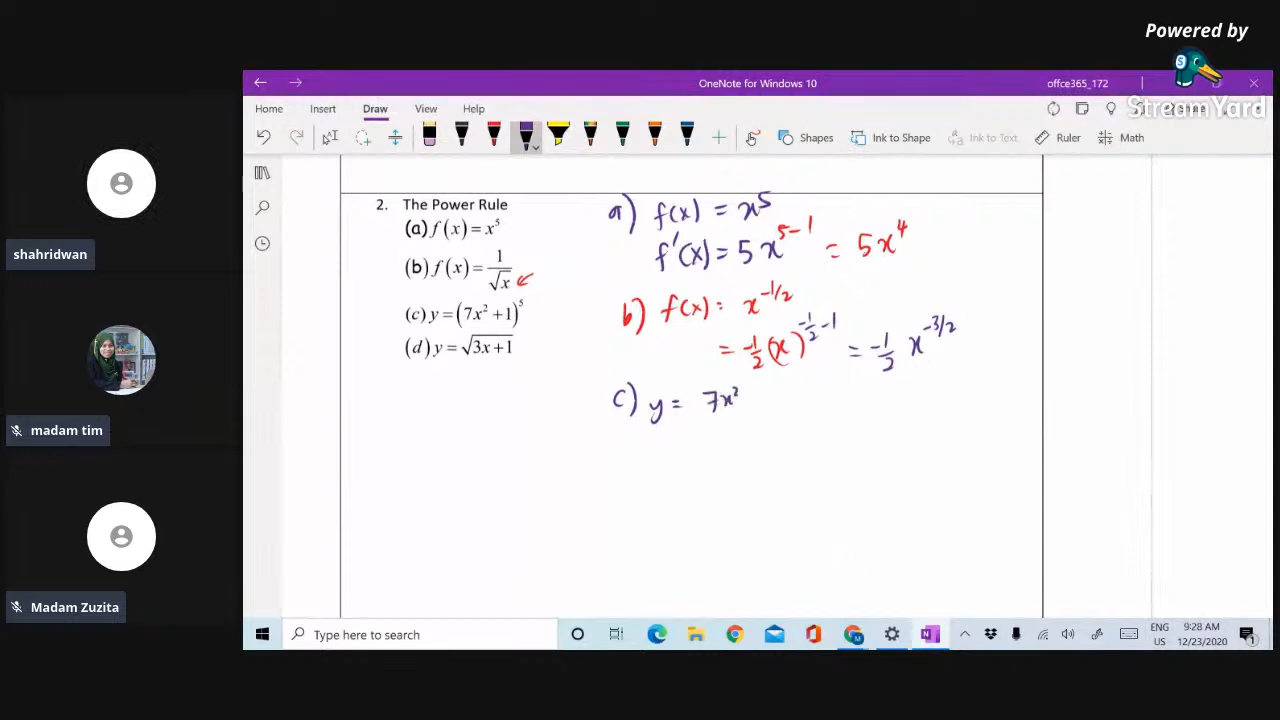 Powered by
StreamYard
OneNote for Windows 10
offce365_172
Home Insert Draw View Help
Shapes Ink to Shape Ink to Text Ruler Math
2. The Power Rule
(a) f(x) = x⁵
(b) f(x) = 1/√x
(c) y = (7x² + 1)⁵
(d) y = √(3x + 1)
a) f(x) = x⁵
f'(x) = 5x⁵⁻¹ = 5x⁴
b) f(x) = x^(-1/2)
= -1/2 (x)^(-1/2 - 1) = -1/2 x^(-3/2)
c) y = 7x²
shahridwan
madam tim
Madam Zuzita
Type here to search
ENG
US
9:28 AM
12/23/2020
1